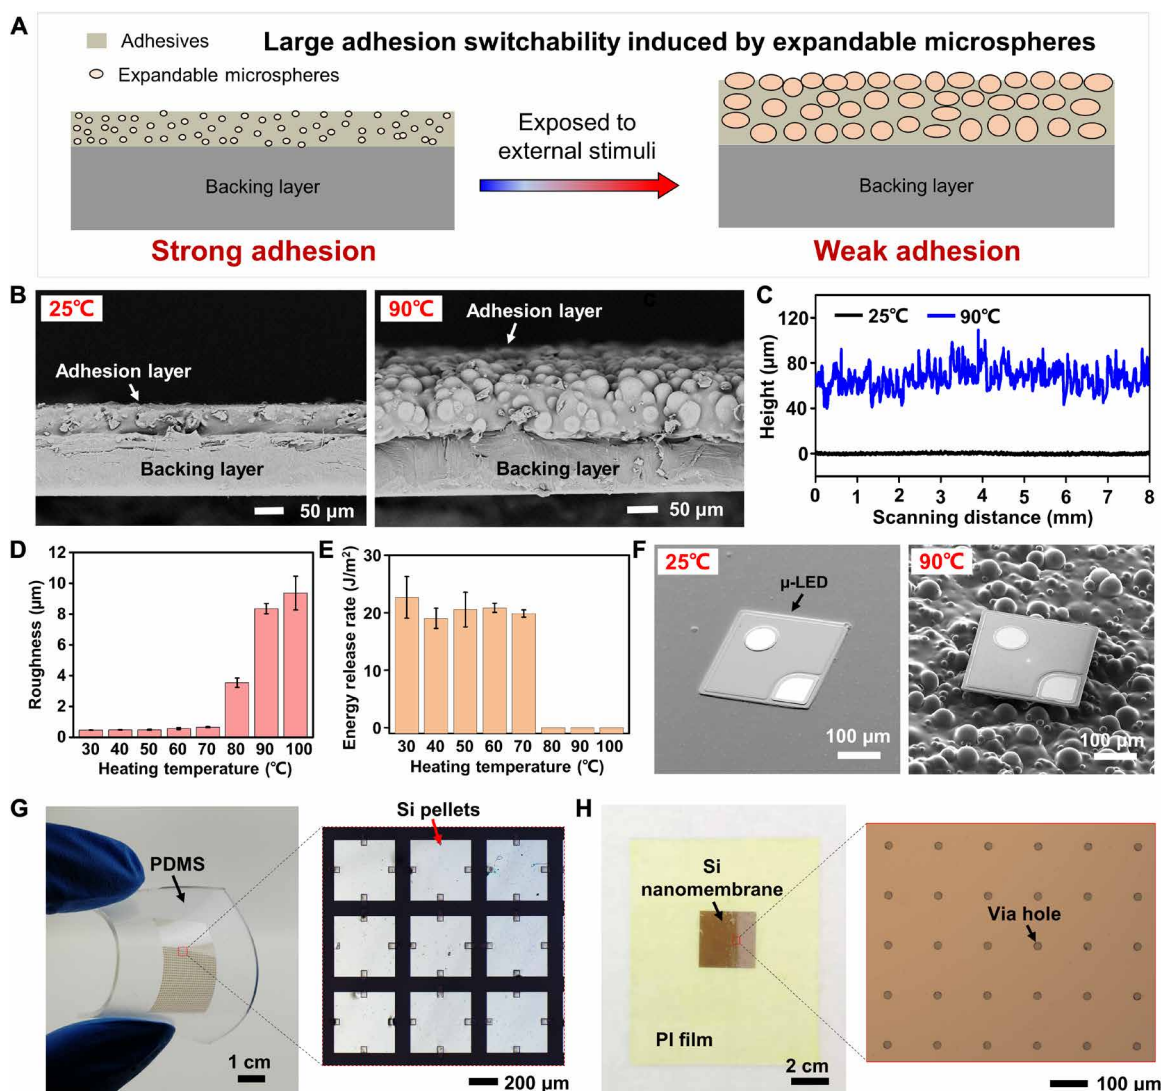 A
Adhesives
Large adhesion switchability induced by expandable microspheres
Expandable microspheres
Exposed to
external stimuli
Backing layer
Backing layer
Strong adhesion
Weak adhesion
B
25℃
Adhesion layer
Backing layer
50 µm
90℃
c
Adhesion layer
Backing layer
50 µm
C
25℃
90℃
Height (µm)
120
80
40
0
0 1 2 3 4 5 6 7 8
Scanning distance (mm)
D
Roughness (µm)
12
10
8
6
4
2
0
30 40 50 60 70 80 90 100
Heating temperature (℃)
E
Energy release rate (J/m²)
30
20
10
0
30 40 50 60 70 80 90 100
Heating temperature (℃)
F
25℃
µ-LED
100 µm
90℃
100 µm
G
PDMS
1 cm
Si pellets
200 µm
H
Si
nanomembrane
PI film
2 cm
Via hole
100 µm